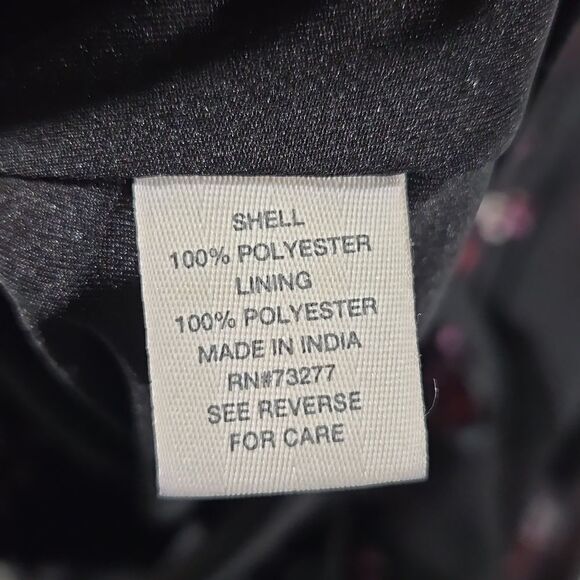 SHELL
100% POLYESTER
LINING
100% POLYESTER
MADE IN INDIA
RN#73277
SEE REVERSE
FOR CARE